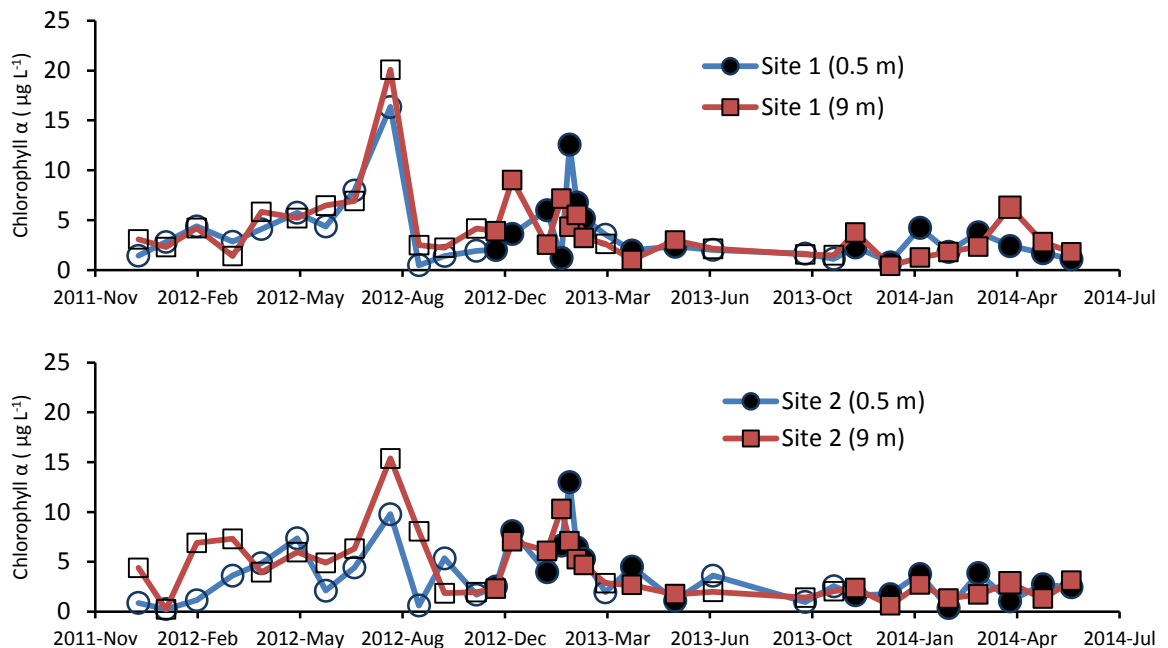 25
20
15
10
5
0
Chlorophyll α ( µg L-1)
Site 1 (0.5 m)
Site 1 (9 m)
2011-Nov 2012-Feb 2012-May 2012-Aug 2012-Dec 2013-Mar 2013-Jun 2013-Oct 2014-Jan 2014-Apr 2014-Jul
25
20
15
10
5
0
Chlorophyll α ( µg L-1)
Site 2 (0.5 m)
Site 2 (9 m)
2011-Nov 2012-Feb 2012-May 2012-Aug 2012-Dec 2013-Mar 2013-Jun 2013-Oct 2014-Jan 2014-Apr 2014-Jul